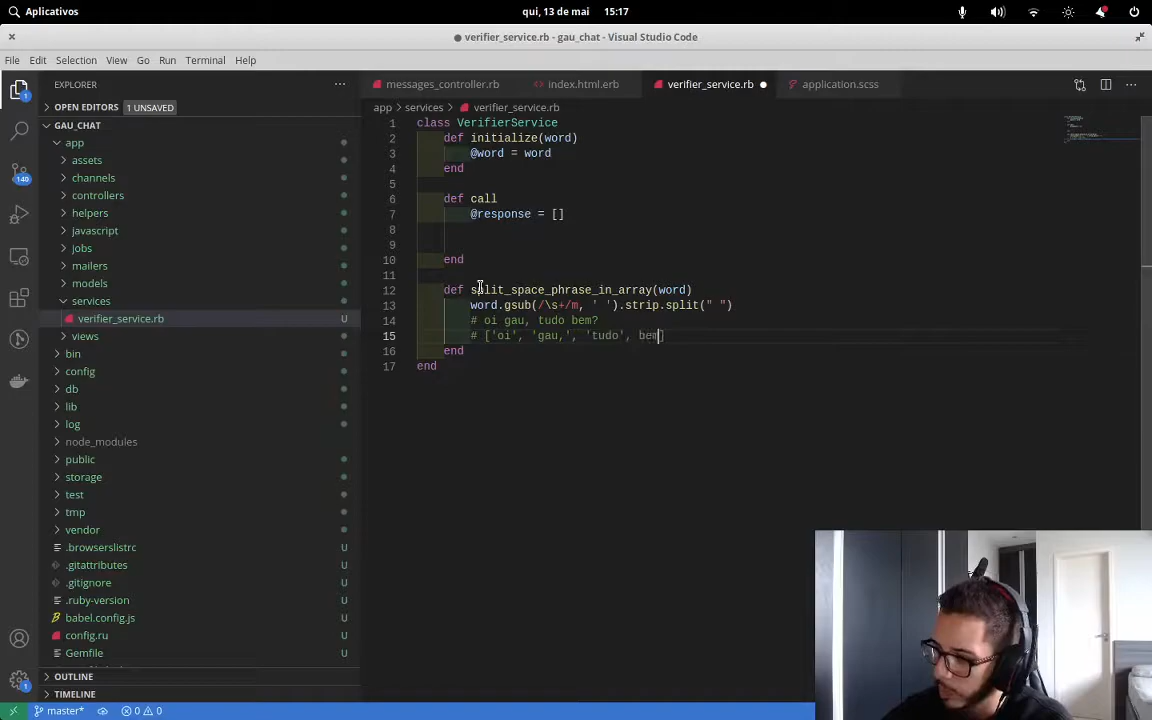 Aplicativos
qui, 13 de mai 15:17
verifier_service.rb - gau_chat - Visual Studio Code
File Edit Selection View Go Run Terminal Help
EXPLORER
messages_controller.rb
index.html.erb
verifier_service.rb
application.scss
OPEN EDITORS 1 UNSAVED
app > services > verifier_service.rb
GAU_CHAT
app
assets
channels
controllers
helpers
javascript
jobs
mailers
models
services
verifier_service.rb U
views
bin
config
db
lib
log
node_modules
public
storage
test
tmp
vendor
.browserslistrc U
.gitattributes U
.gitignore U
.ruby-version U
babel.config.js U
config.ru U
Gemfile U
OUTLINE
TIMELINE
1 class VerifierService
2 def initialize(word)
3 @word = word
4 end
5
6 def call
7 @response = []
8
9
10 end
11
12 def split_space_phrase_in_array(word)
13 word.gsub(/\s+/m, ' ').strip.split(" ")
14 # oi gau, tudo bem?
15 # ['oi', 'gau,', 'tudo', bem]
16 end
17 end
1
140
1
master* 0 0